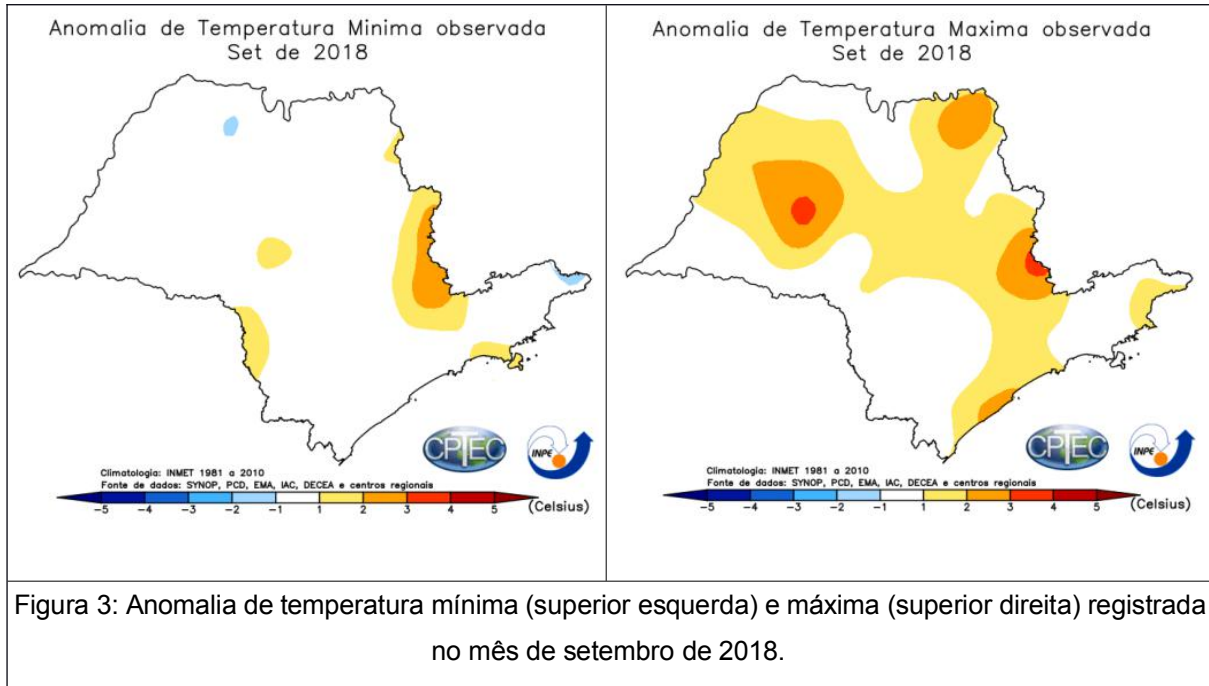 Anomalia de Temperatura Minima observada
Set de 2018
CPTEC
INPE
Climatologia: INMET 1981 a 2010
Fonte de dados: SYNOP, PCD, EMA, IAC, DECEA e centros regionais
-5 -4 -3 -2 -1 1 2 3 4 5 (Celsius)
Anomalia de Temperatura Maxima observada
Set de 2018
CPTEC
INPE
Climatologia: INMET 1981 a 2010
Fonte de dados: SYNOP, PCD, EMA, IAC, DECEA e centros regionais
-5 -4 -3 -2 -1 1 2 3 4 5 (Celsius)
Figura 3: Anomalia de temperatura mínima (superior esquerda) e máxima (superior direita) registrada
no mês de setembro de 2018.